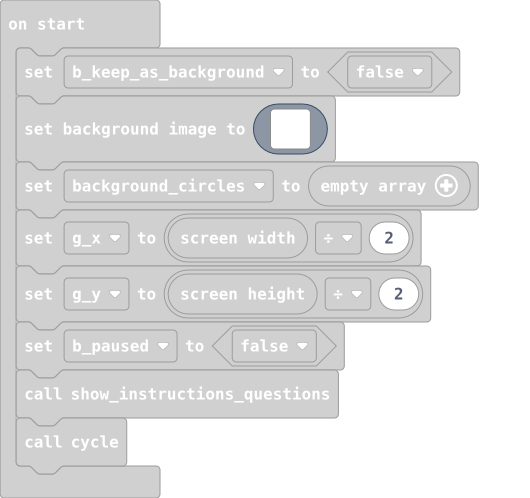 on start
set b_keep_as_background to false
set background image to
set background_circles to empty array
set g_x to screen width ÷ 2
set g_y to screen height ÷ 2
set b_paused to false
call show_instructions_questions
call cycle